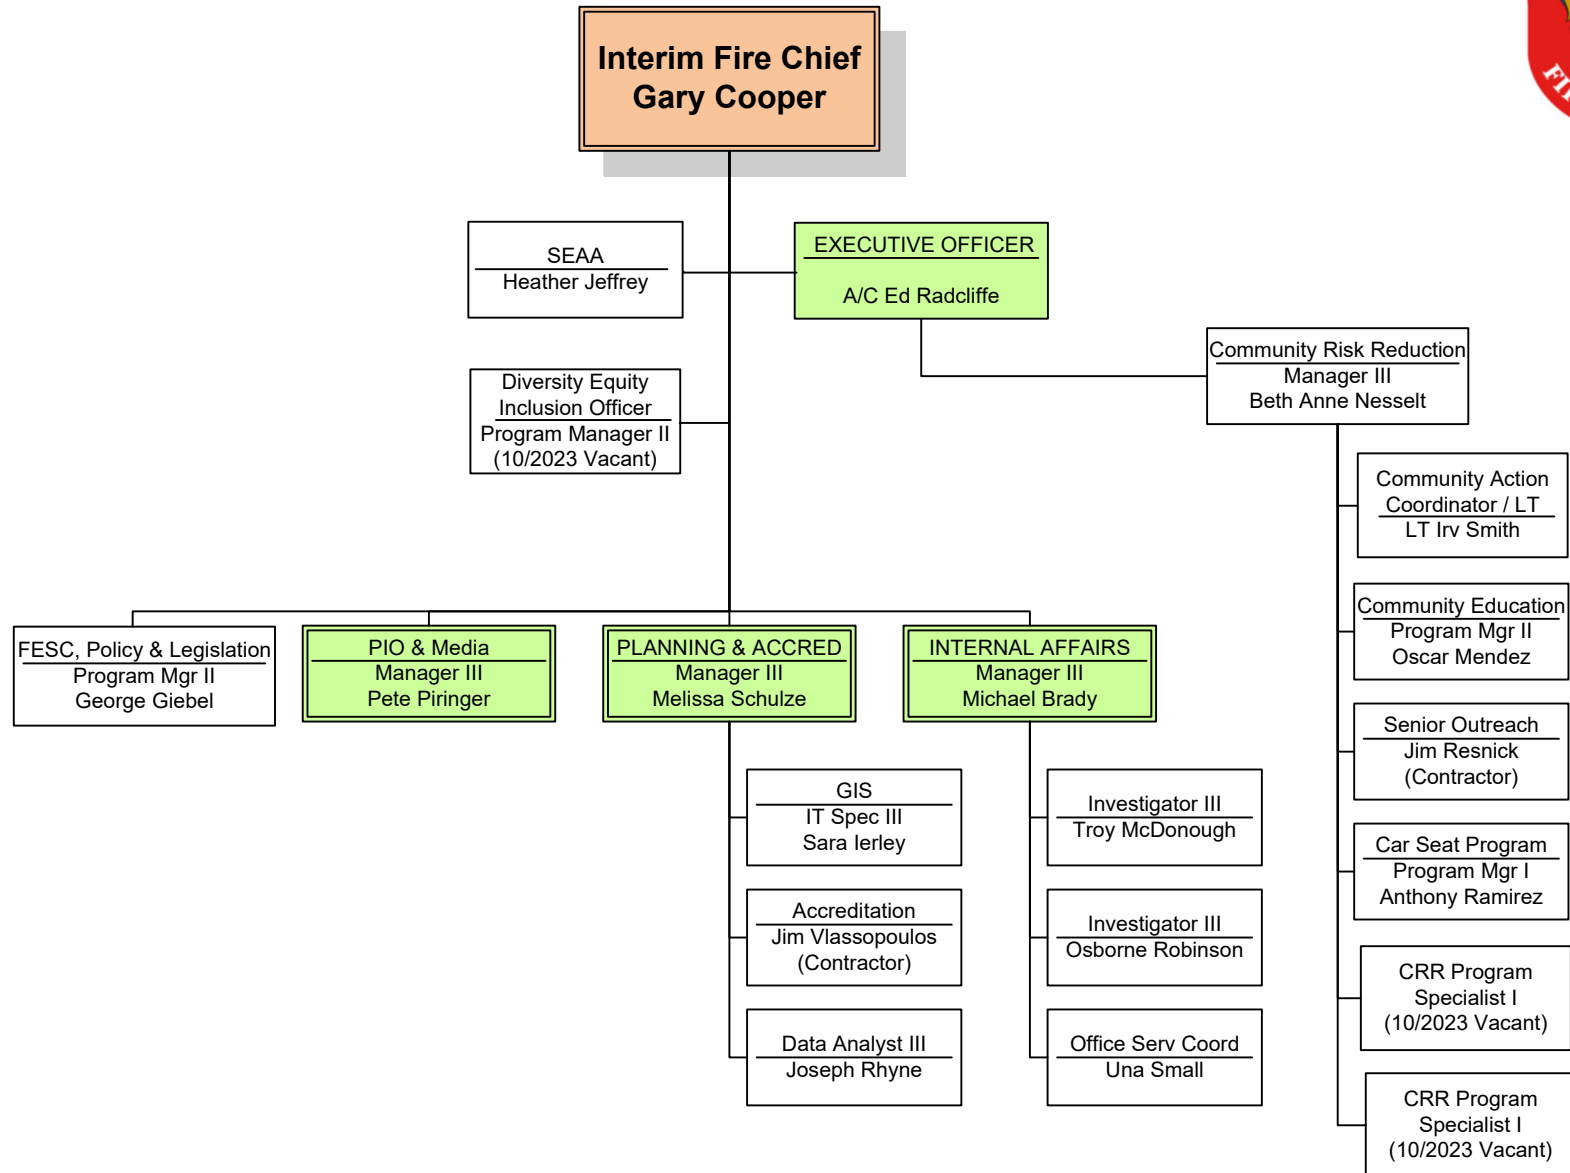 Interim Fire Chief
Gary Cooper
SEAA
Heather Jeffrey
EXECUTIVE OFFICER
A/C Ed Radcliffe
Community Risk Reduction
Manager III
Beth Anne Nesselt
Diversity Equity
Inclusion Officer
Program Manager II
(10/2023 Vacant)
Community Action
Coordinator / LT
LT Irv Smith
Community Education
Program Mgr II
Oscar Mendez
Senior Outreach
Jim Resnick
(Contractor)
Car Seat Program
Program Mgr I
Anthony Ramirez
CRR Program
Specialist I
(10/2023 Vacant)
CRR Program
Specialist I
(10/2023 Vacant)
FESC, Policy & Legislation
Program Mgr II
George Giebel
PIO & Media
Manager III
Pete Piringer
PLANNING & ACCRED
Manager III
Melissa Schulze
INTERNAL AFFAIRS
Manager III
Michael Brady
GIS
IT Spec III
Sara Ierley
Accreditation
Jim Vlassopoulos
(Contractor)
Data Analyst III
Joseph Rhyne
Investigator III
Troy McDonough
Investigator III
Osborne Robinson
Office Serv Coord
Una Small